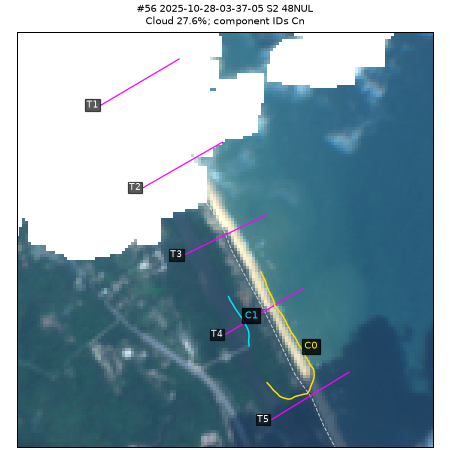 #56 2025-10-28-03-37-05 S2 48NUL
Cloud 27.6%; component IDs Cn
T1
T2
T3
C1
T4
C0
T5